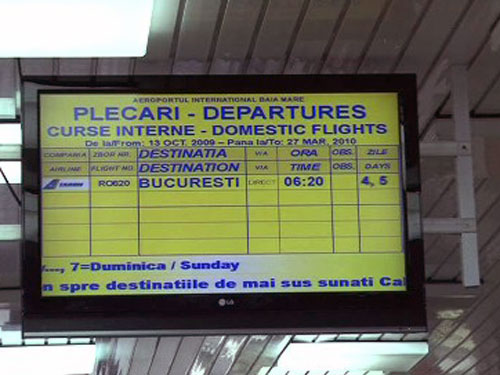 AEROPORTUL INTERNATIONAL BAIA MARE
PLECARI - DEPARTURES
CURSE INTERNE - DOMESTIC FLIGHTS
De la/From: 13 OCT. 2009 – Pana la/To: 27 MAR. 2010
COMPANIA ZBOR NR. DESTINATIA VIA ORA OBS. ZILE
AIRLINE FLIGHT NO. DESTINATION VIA TIME OBS. DAYS
TAROM RO620 BUCURESTI DIRECT 06:20 4, 5
7=Duminica / Sunday
n spre destinatiile de mai sus sunati Cal
LG